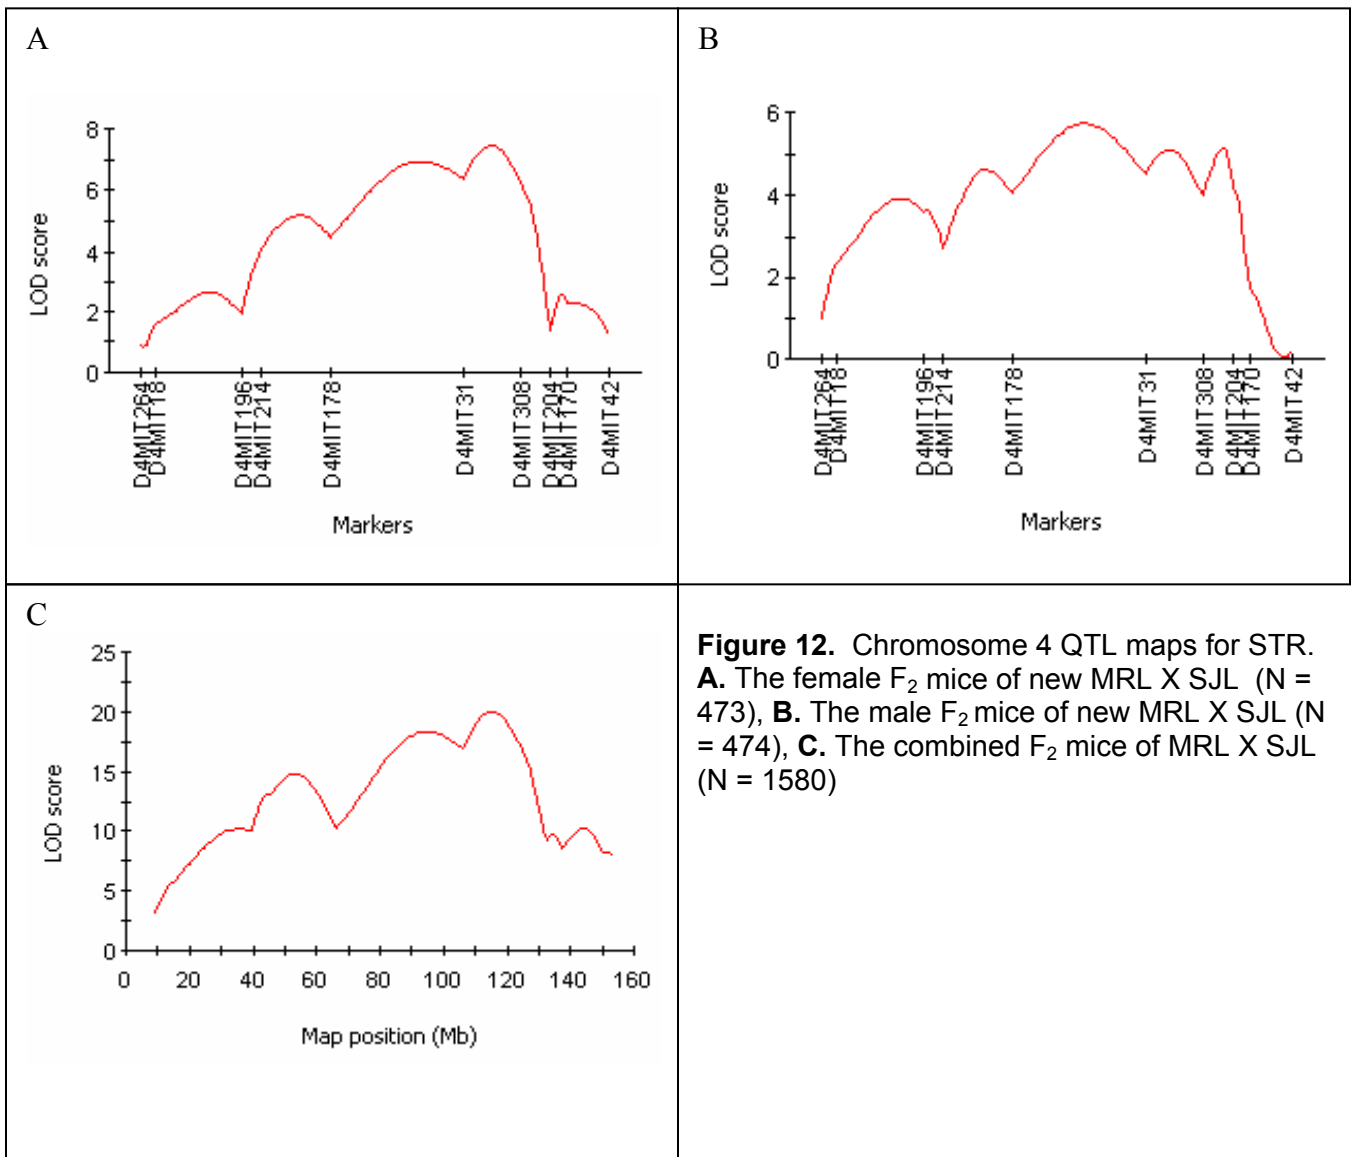 A
8
6
4
2
0
LOD score
D4MIT264
D4MIT18
D4MIT196
D4MIT214
D4MIT178
D4MIT31
D4MIT308
D4MIT204
D4MIT170
D4MIT42
Markers
B
6
4
2
0
LOD score
D4MIT264
D4MIT18
D4MIT196
D4MIT214
D4MIT178
D4MIT31
D4MIT308
D4MIT204
D4MIT170
D4MIT42
Markers
C
25
20
15
10
5
0
LOD score
0 20 40 60 80 100 120 140 160
Map position (Mb)
Figure 12. Chromosome 4 QTL maps for STR.
A. The female F₂ mice of new MRL X SJL (N =
473), B. The male F₂ mice of new MRL X SJL (N
= 474), C. The combined F₂ mice of MRL X SJL
(N = 1580)